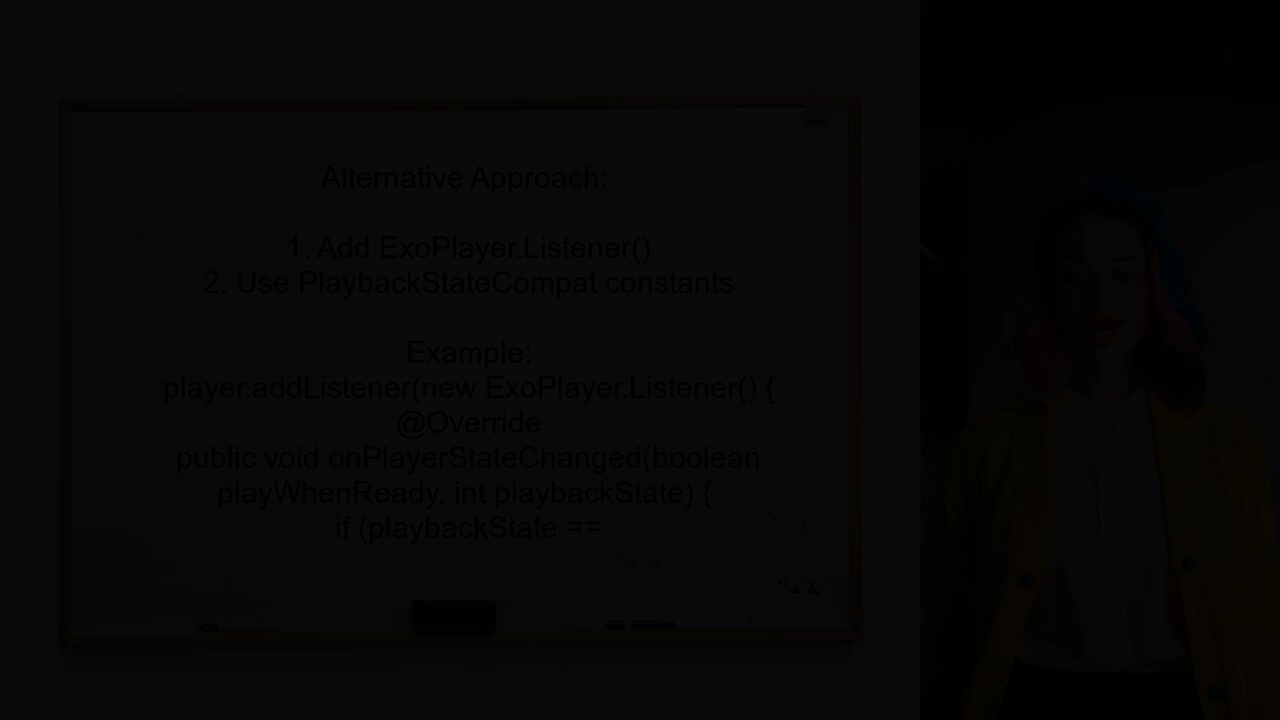 Alternative Approach:
1. Add ExoPlayer.Listener()
2. Use PlaybackStateCompat constants
Example:
player.addListener(new ExoPlayer.Listener() {
@Override
public void onPlayerStateChanged(boolean
playWhenReady, int playbackState) {
if (playbackState ==